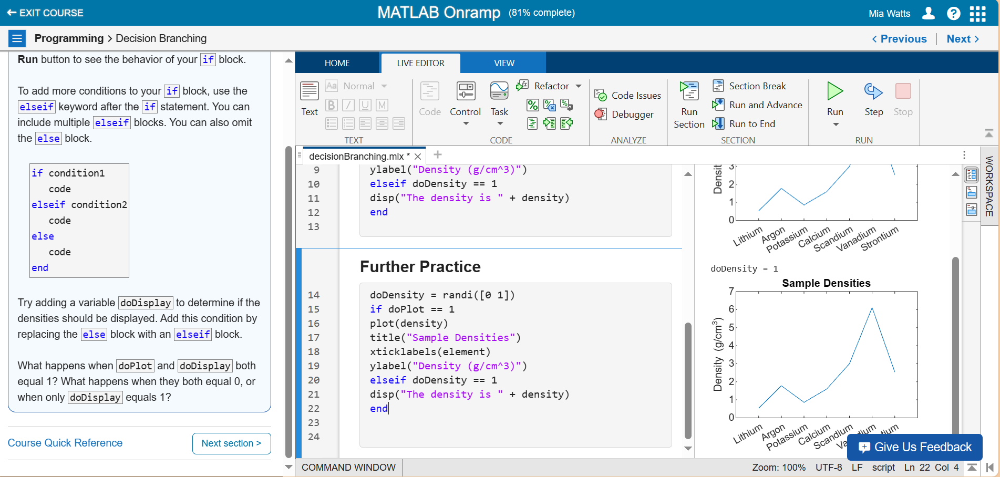 EXIT COURSE
MATLAB Onramp (81% complete)
Mia Watts
Programming > Decision Branching
< Previous
Next >
Run button to see the behavior of your if block.
To add more conditions to your if block, use the
elseif keyword after the if statement. You can
include multiple elseif blocks. You can also omit
the else block.
if condition1
code
elseif condition2
code
else
code
end
Try adding a variable doDisplay to determine if the
densities should be displayed. Add this condition by
replacing the else block with an elseif block.
What happens when doPlot and doDisplay both
equal 1? What happens when they both equal 0, or
when only doDisplay equals 1?
Course Quick Reference
Next section >
HOME
LIVE EDITOR
VIEW
Text
Aa Normal
B I U M
TEXT
Code
Control
Task
Refactor
CODE
Code Issues
Debugger
ANALYZE
Run
Section
Section Break
Run and Advance
Run to End
SECTION
Run
Step
Stop
RUN
decisionBranching.mlx *
9 ylabel("Density (g/cm^3)")
10 elseif doDensity == 1
11 disp("The density is " + density)
12 end
13
Further Practice
14 doDensity = randi([0 1])
15 if doPlot == 1
16 plot(density)
17 title("Sample Densities")
18 xticklabels(element)
19 ylabel("Density (g/cm^3)")
20 elseif doDensity == 1
21 disp("The density is " + density)
22 end
23
24
Densit
3
2
1
0
Lithium
Argon
Potassium
Calcium
Scandium
Vanadium
Strontium
doDensity = 1
Sample Densities
Density (g/cm³)
7
6
5
4
3
2
1
0
Lithium
Argon
Potassium
Calcium
Scandium
Va dium
tium
WORKSPACE
Give Us Feedback
COMMAND WINDOW
Zoom: 100% UTF-8 LF script Ln 22 Col 4